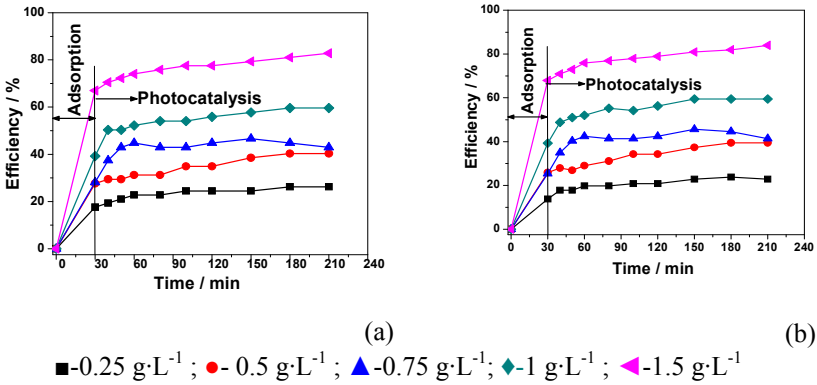 100
80
60
40
20
0
Efficiency / %
Adsorption
Photocatalysis
0 30 60 90 120 150 180 210 240
Time / min
100
80
60
40
20
0
Efficiency / %
Adsorption
Photocatalysis
0 30 60 90 120 150 180 210 240
Time / min
(a) (b)
-0.25 g·L⁻¹ ; - 0.5 g·L⁻¹ ; -0.75 g·L⁻¹; -1 g·L⁻¹ ; -1.5 g·L⁻¹